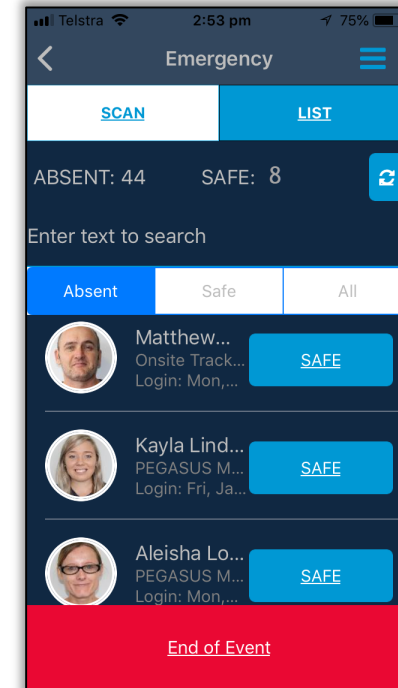 Telstra 2:53 pm 75%
Emergency
SCAN LIST
ABSENT: 44 SAFE: 8
Enter text to search
Absent Safe All
Matthew...
Onsite Track...
Login: Mon,...
SAFE
Kayla Lind...
PEGASUS M...
Login: Fri, Ja...
SAFE
Aleisha Lo...
PEGASUS M...
Login: Mon,...
SAFE
End of Event